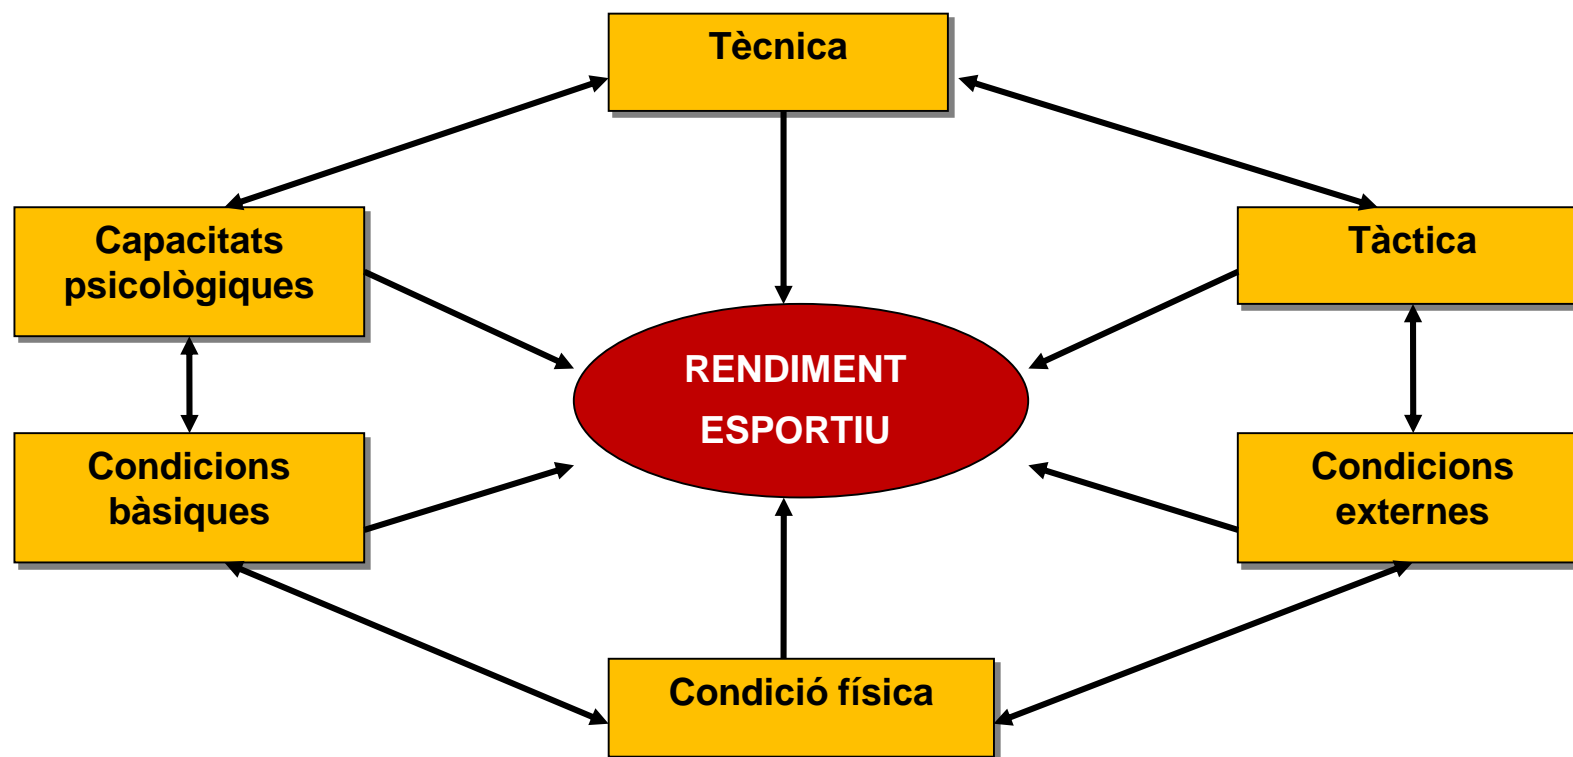 Tècnica
Capacitats
psicològiques
Tàctica
RENDIMENT
ESPORTIU
Condicions
bàsiques
Condicions
externes
Condició física